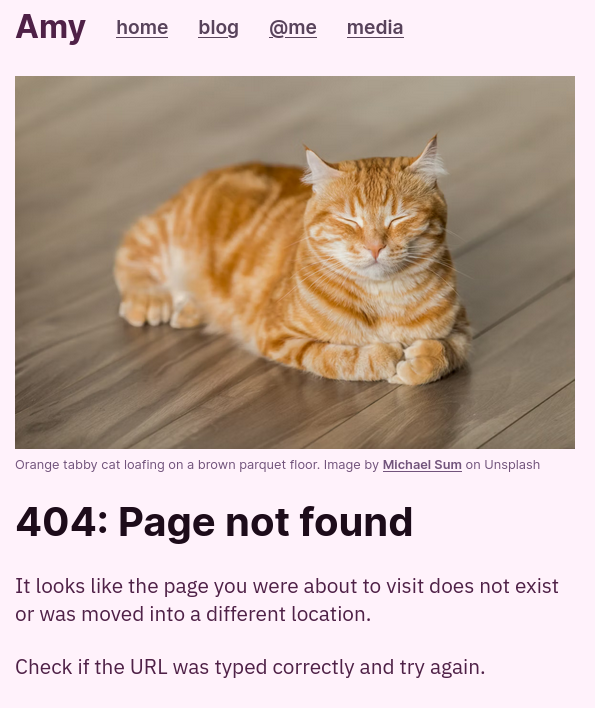 Amy home blog @me media
Orange tabby cat loafing on a brown parquet floor. Image by Michael Sum on Unsplash
404: Page not found
It looks like the page you were about to visit does not exist
or was moved into a different location.
Check if the URL was typed correctly and try again.